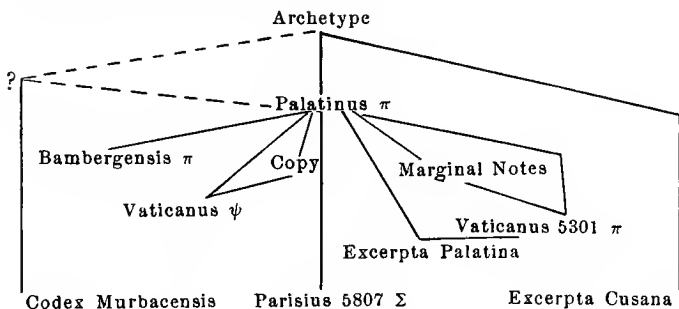 Archetype
?
Palatinus π
Bambergensis π
Copy
Marginal Notes
Vaticanus ψ
Vaticanus 5301 π
Excerpta Palatina
Codex Murbacensis Parisius 5807 Σ Excerpta Cusana